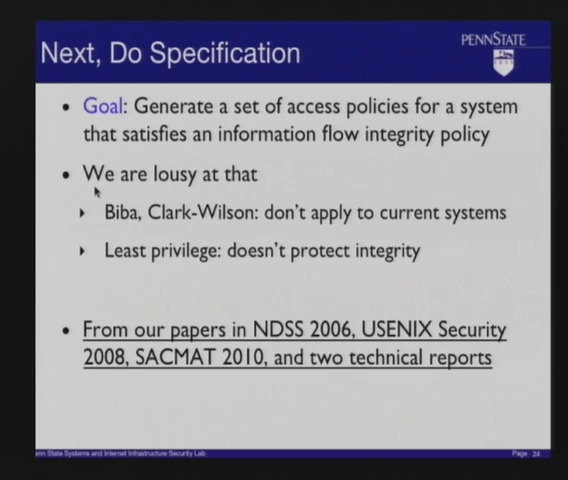 Next, Do Specification
PENNSTATE
Goal: Generate a set of access policies for a system
that satisfies an information flow integrity policy
We are lousy at that
Biba, Clark-Wilson: don't apply to current systems
Least privilege: doesn't protect integrity
From our papers in NDSS 2006, USENIX Security
2008, SACMAT 2010, and two technical reports
enn State Systems and Internet Infrastructure Security Lab
Page 24